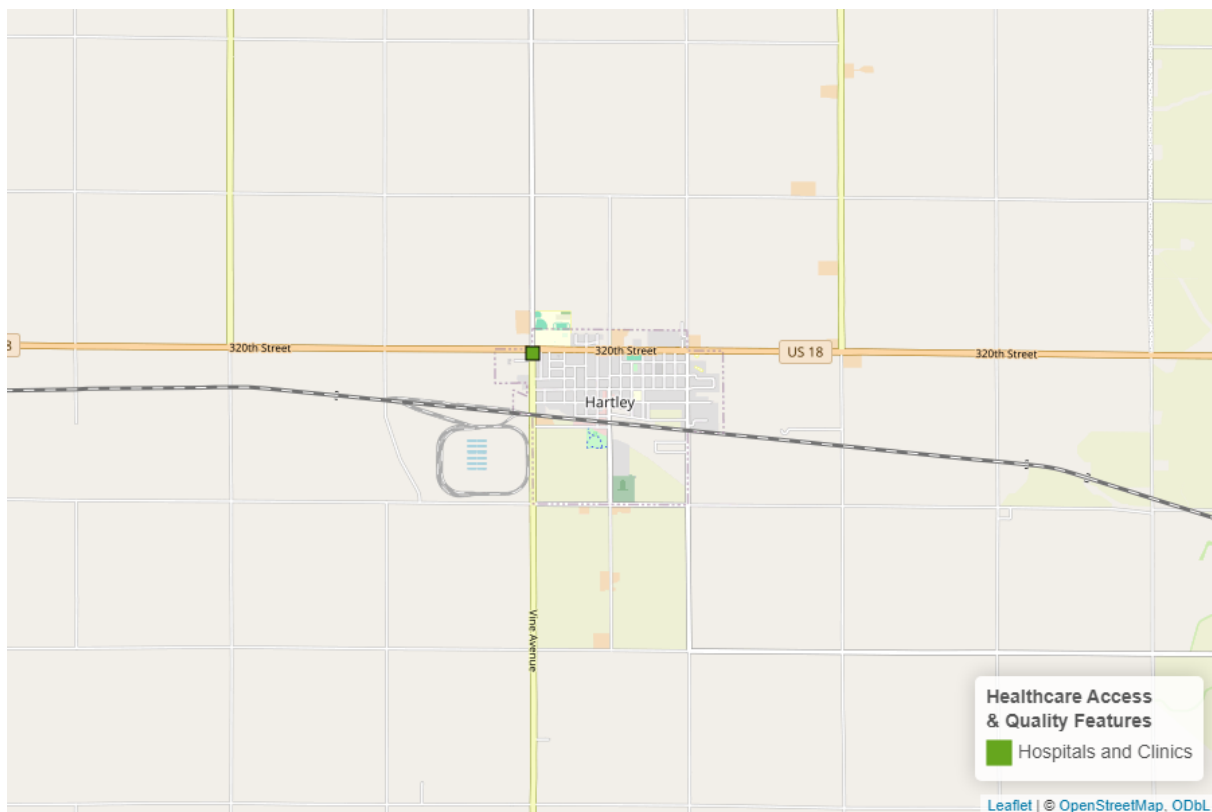 8
320th Street
320th Street
US 18
320th Street
Hartley
Vine Avenue
Healthcare Access
& Quality Features
Hospitals and Clinics
Leaflet | © OpenStreetMap, ODbL